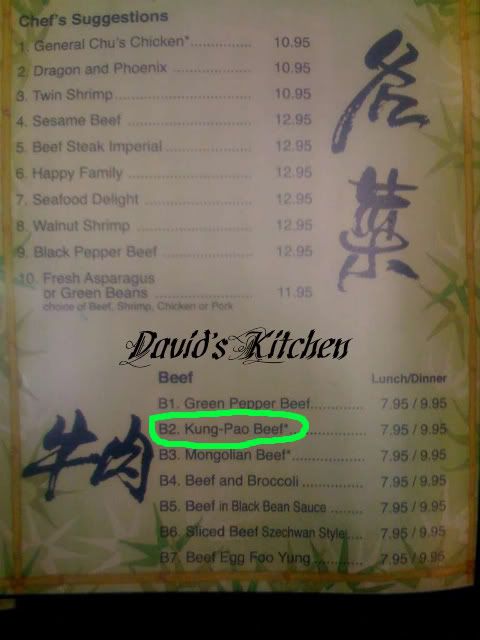 Chef's Suggestions
1. General Chu's Chicken*.................. 10.95
2. Dragon and Phoenix ...................... 10.95
3. Twin Shrimp................................... 10.95
4. Sesame Beef ................................ 12.95
5. Beef Steak Imperial....................... 12.95
6. Happy Family ............................... 12.95
7. Seafood Delight ............................ 12.95
8. Walnut Shrimp .............................. 12.95
9. Black Pepper Beef ....................... 12.95
10. Fresh Asparagus
or Green Beans ........................... 11.95
choice of Beef, Shrimp, Chicken or Pork
名菜
David's Kitchen
Beef Lunch/Dinner
B1. Green Pepper Beef............. 7.95 / 9.95
B2. Kung-Pao Beef*.................. 7.95 / 9.95
B3. Mongolian Beef*.................. 7.95 / 9.95
B4. Beef and Broccoli ............... 7.95 / 9.95
B5. Beef in Black Bean Sauce ......... 7.95 / 9.95
B6. Sliced Beef Szechwan Style..... 7.95 / 9.95
B7. Beef Egg Foo Yung ............. 7.95 / 9.95
牛肉